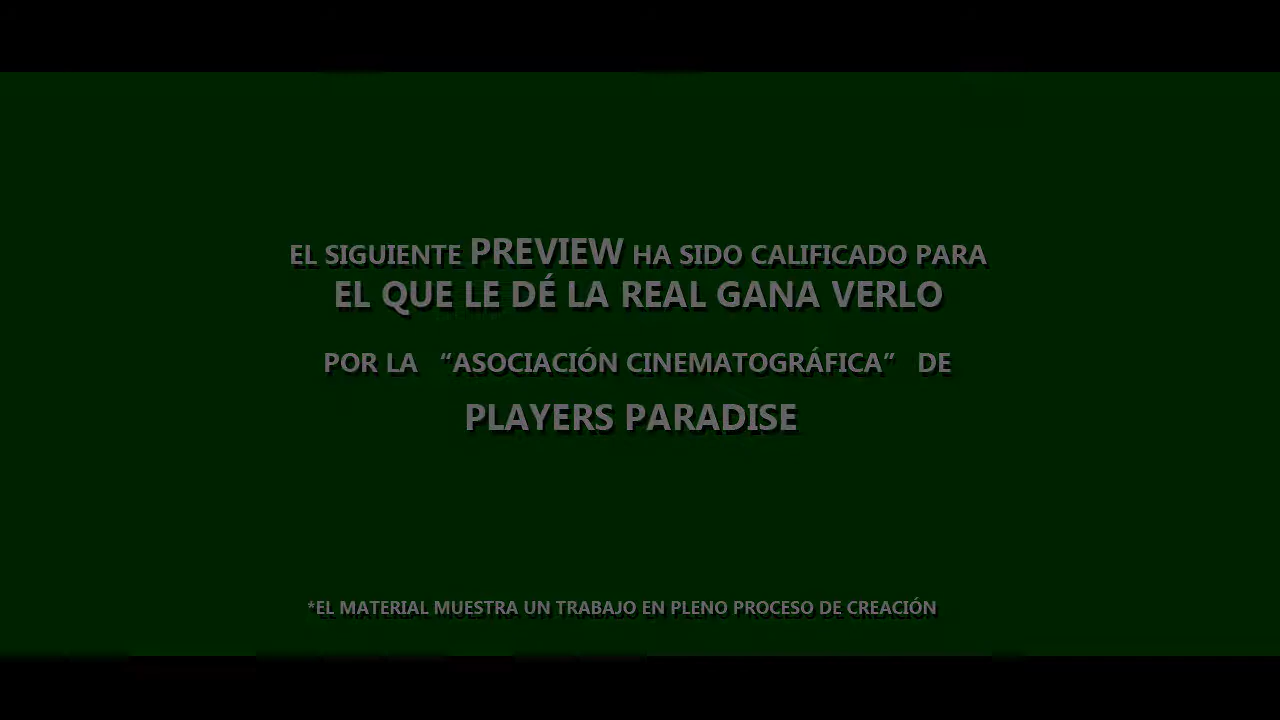 EL SIGUIENTE PREVIEW HA SIDO CALIFICADO PARA
EL QUE LE DÉ LA REAL GANA VERLO
POR LA “ASOCIACIÓN CINEMATOGRÁFICA” DE
PLAYERS PARADISE
*EL MATERIAL MUESTRA UN TRABAJO EN PLENO PROCESO DE CREACIÓN